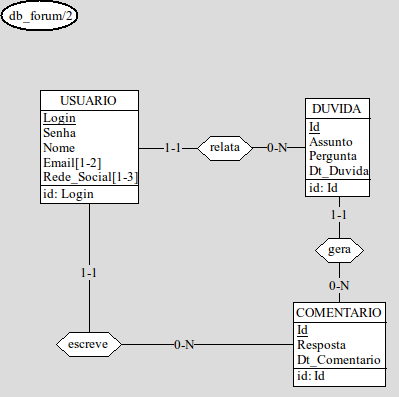 db_forum/2
USUARIO
Login
Senha
Nome
Email[1-2]
Rede_Social[1-3]
id: Login
1-1
relata
0-N
DUVIDA
Id
Assunto
Pergunta
Dt_Duvida
id: Id
1-1
gera
0-N
1-1
escreve
0-N
COMENTARIO
Id
Resposta
Dt_Comentario
id: Id